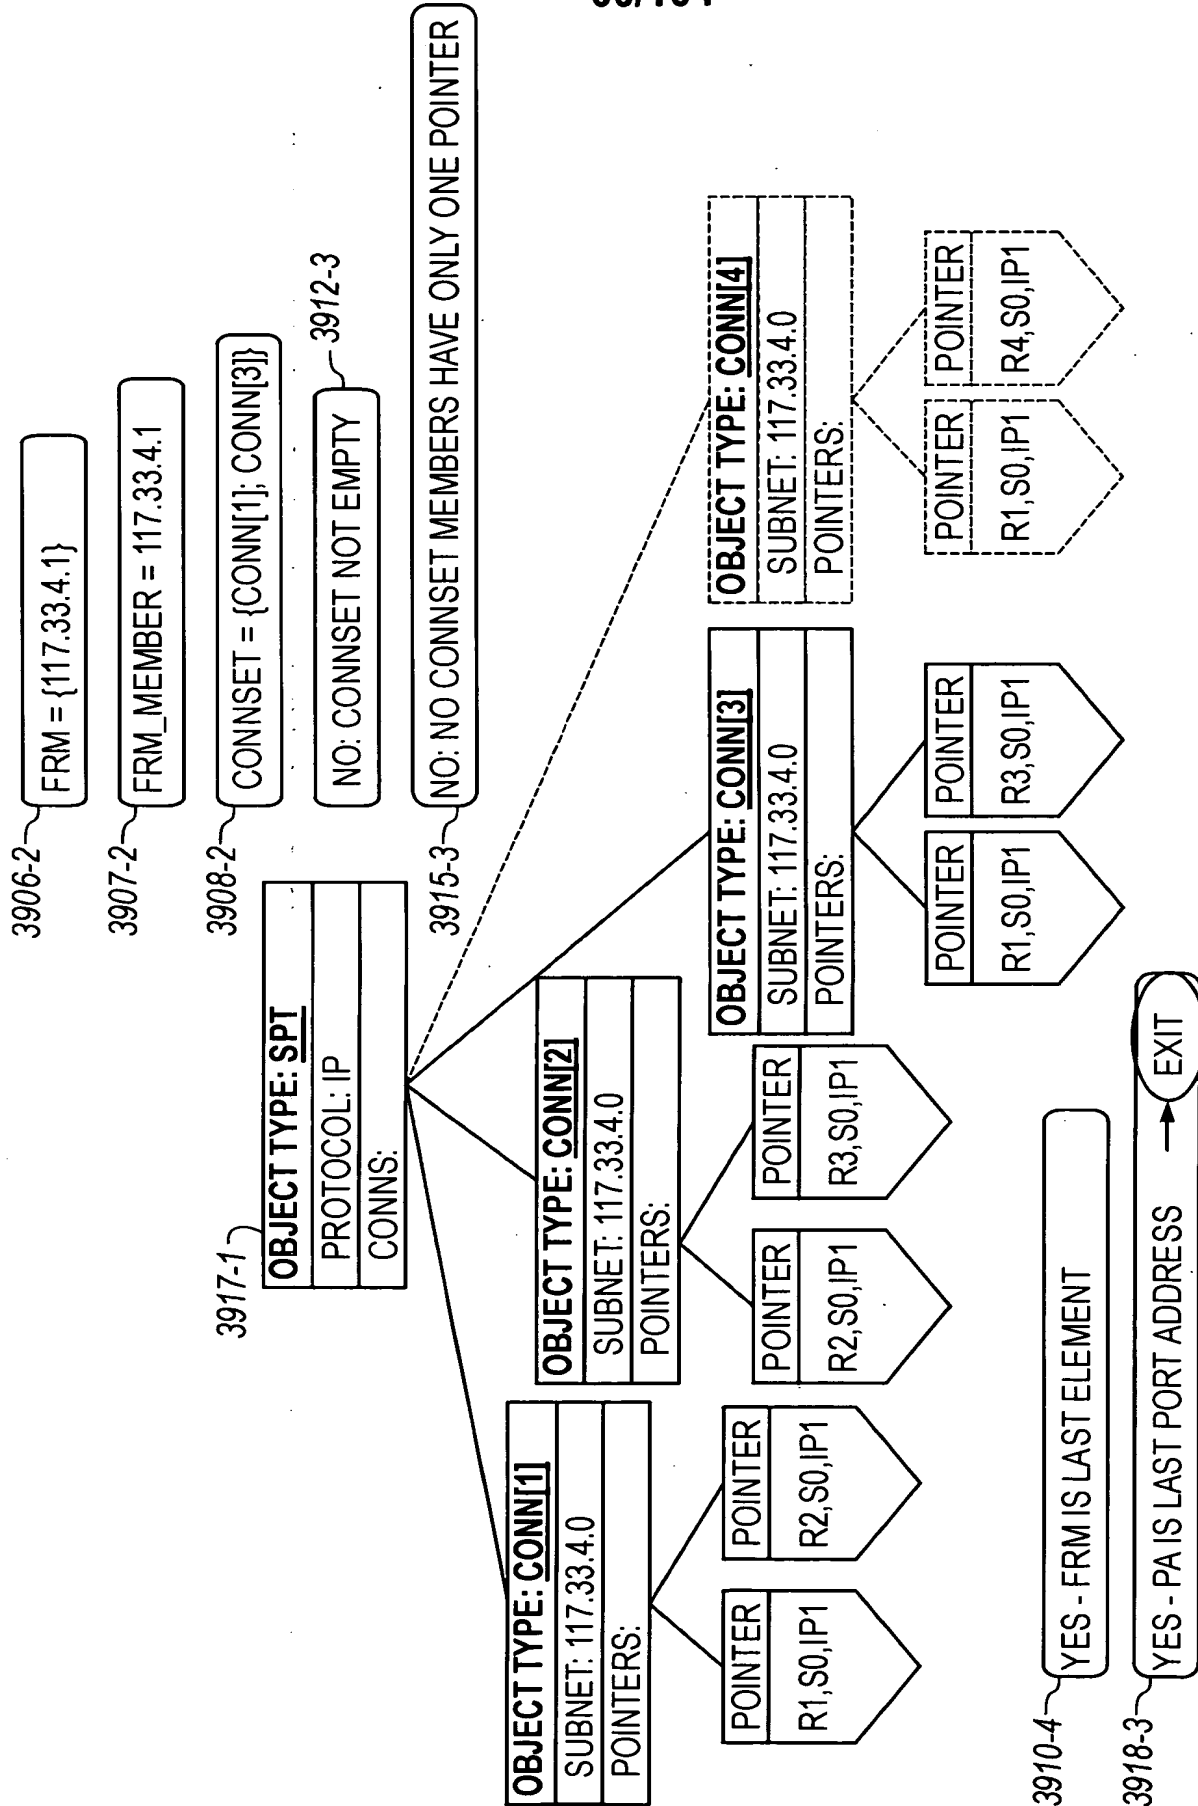 3906-2
FRM = {117.33.4.1}
3907-2
FRM_MEMBER = 117.33.4.1
3908-2
CONNSET = {CONN[1]; CONN[3]}
NO: CONNSET NOT EMPTY
3912-3
3915-3
NO: NO CONNSET MEMBERS HAVE ONLY ONE POINTER
3917-1
OBJECT TYPE: SPT
PROTOCOL: IP
CONNS:
OBJECT TYPE: CONN[1]
SUBNET: 117.33.4.0
POINTERS:
POINTER
R1,S0,IP1
POINTER
R2,S0,IP1
OBJECT TYPE: CONN[2]
SUBNET: 117.33.4.0
POINTERS:
POINTER
R2,S0,IP1
POINTER
R3,S0,IP1
OBJECT TYPE: CONN[3]
SUBNET: 117.33.4.0
POINTERS:
POINTER
R1,S0,IP1
POINTER
R3,S0,IP1
OBJECT TYPE: CONN[4]
SUBNET: 117.33.4.0
POINTERS:
POINTER
R1,S0,IP1
POINTER
R4,S0,IP1
3910-4
YES - FRM IS LAST ELEMENT
3918-3
YES - PA IS LAST PORT ADDRESS
EXIT